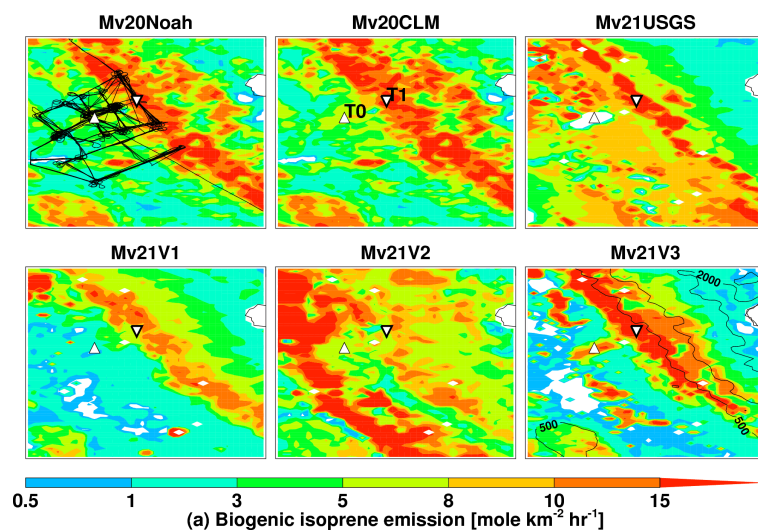 Mv20Noah Mv20CLM Mv21USGS
T1
T0
Mv21V1 Mv21V2 Mv21V3
2000
500
500
0.5 1 3 5 8 10 15
(a) Biogenic isoprene emission [mole km⁻² hr⁻¹]